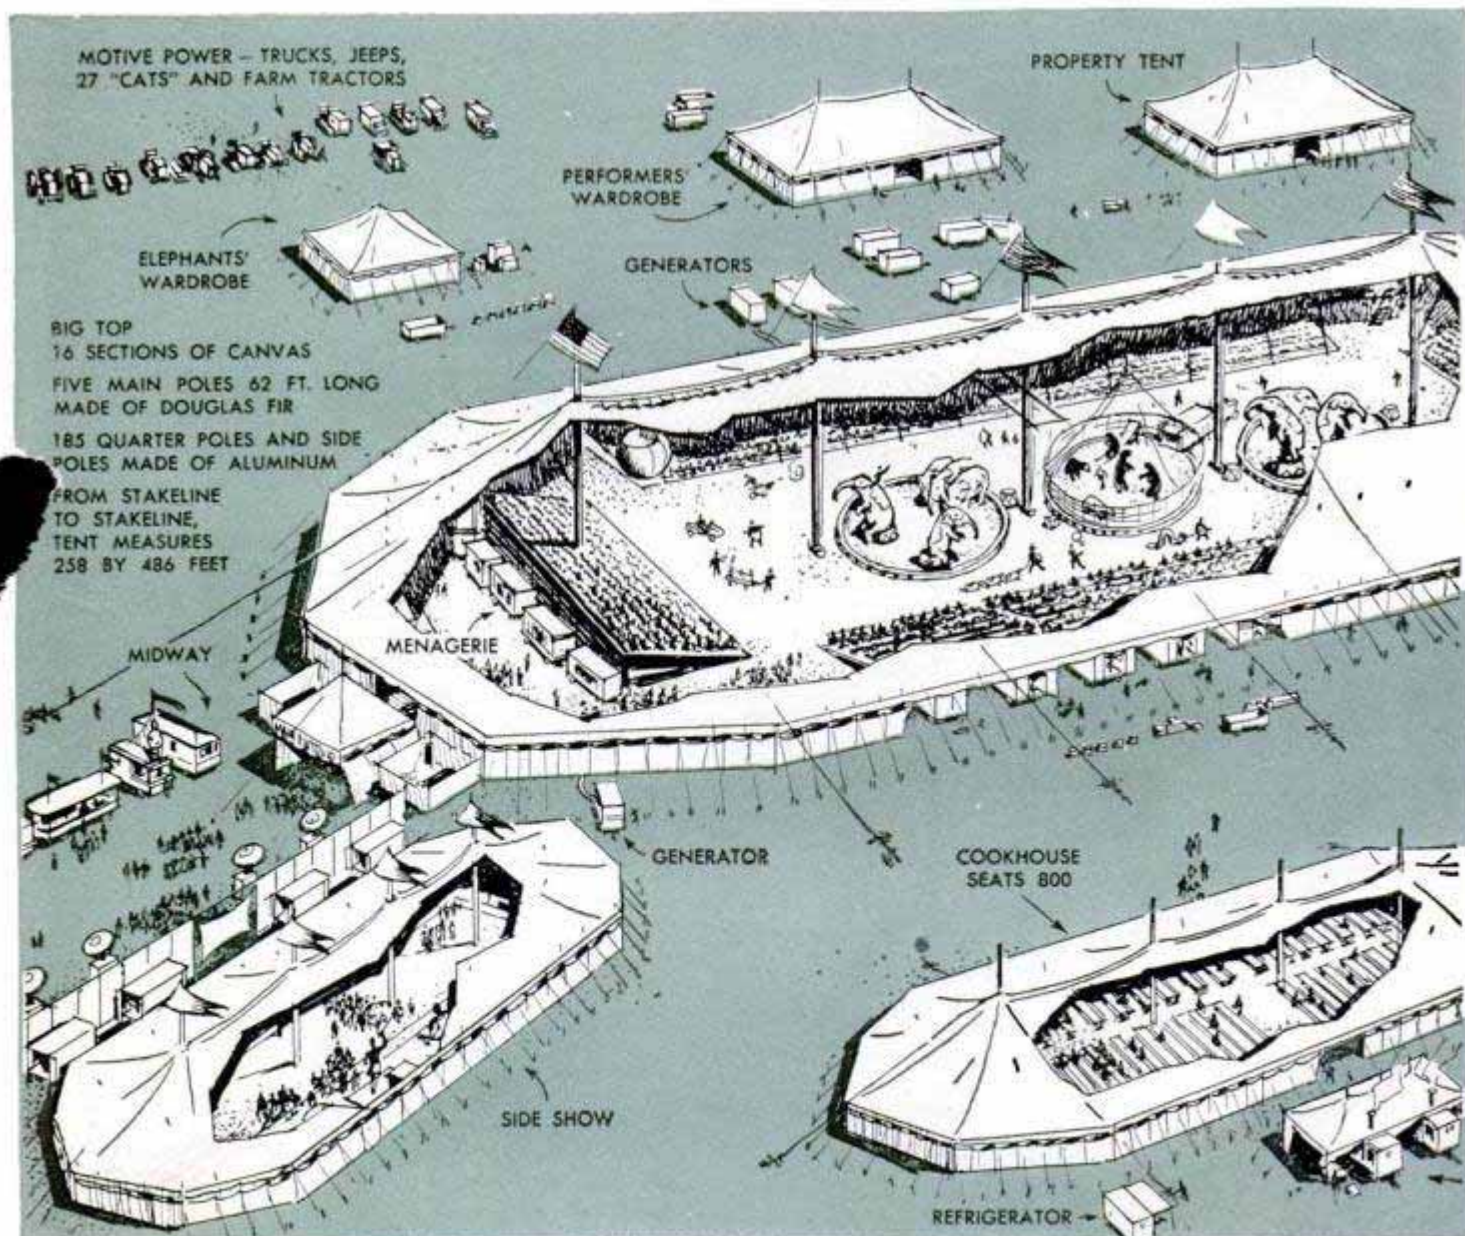 MOTIVE POWER – TRUCKS, JEEPS,
27 "CATS" AND FARM TRACTORS
PROPERTY TENT
PERFORMERS'
WARDROBE
ELEPHANTS'
WARDROBE
GENERATORS
BIG TOP
16 SECTIONS OF CANVAS
FIVE MAIN POLES 62 FT. LONG
MADE OF DOUGLAS FIR
185 QUARTER POLES AND SIDE
POLES MADE OF ALUMINUM
FROM STAKELINE
TO STAKELINE,
TENT MEASURES
258 BY 486 FEET
MENAGERIE
MIDWAY
GENERATOR
COOKHOUSE
SEATS 800
SIDE SHOW
REFRIGERATOR